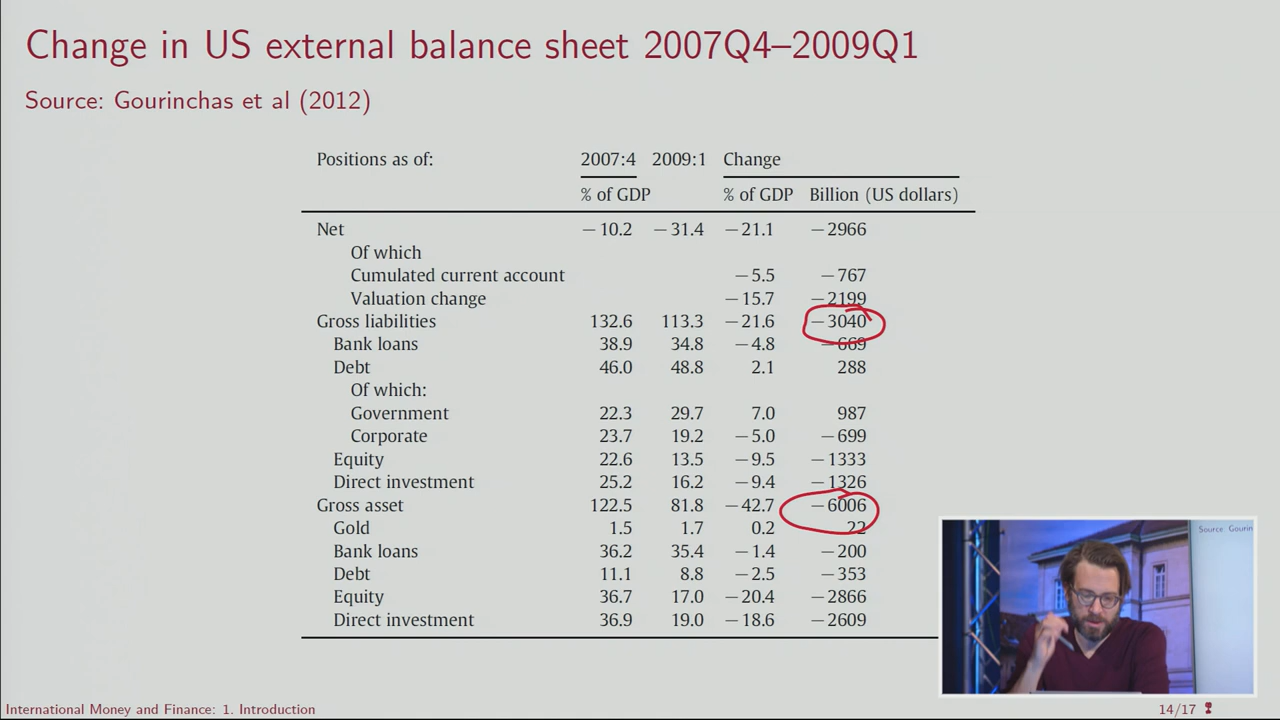 Change in US external balance sheet 2007Q4–2009Q1
Source: Gourinchas et al (2012)
Positions as of: 2007:4 2009:1 Change
% of GDP % of GDP Billion (US dollars)
Net −10.2 −31.4 −21.1 −2966
Of which
Cumulated current account −5.5 −767
Valuation change −15.7 −2199
Gross liabilities 132.6 113.3 −21.6 −3040
Bank loans 38.9 34.8 −4.8 −669
Debt 46.0 48.8 2.1 288
Of which:
Government 22.3 29.7 7.0 987
Corporate 23.7 19.2 −5.0 −699
Equity 22.6 13.5 −9.5 −1333
Direct investment 25.2 16.2 −9.4 −1326
Gross asset 122.5 81.8 −42.7 −6006
Gold 1.5 1.7 0.2 22
Bank loans 36.2 35.4 −1.4 −200
Debt 11.1 8.8 −2.5 −353
Equity 36.7 17.0 −20.4 −2866
Direct investment 36.9 19.0 −18.6 −2609
Source: Gourin
International Money and Finance: 1. Introduction 14/17